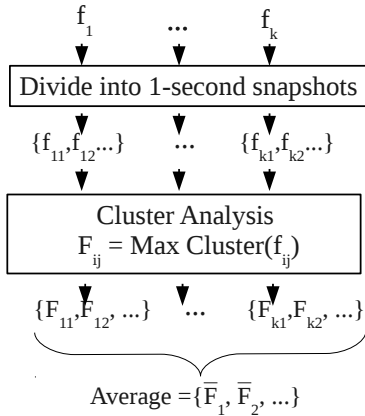 f₁ ... fₖ
Divide into 1-second snapshots
{f₁₁,f₁₂...} ... {fₖ₁,fₖ₂...}
Cluster Analysis
Fᵢⱼ = Max Cluster(fᵢⱼ)
{F₁₁,F₁₂, ...} ... {Fₖ₁,Fₖ₂, ...}
Average ={F̅₁, F̅₂, ...}